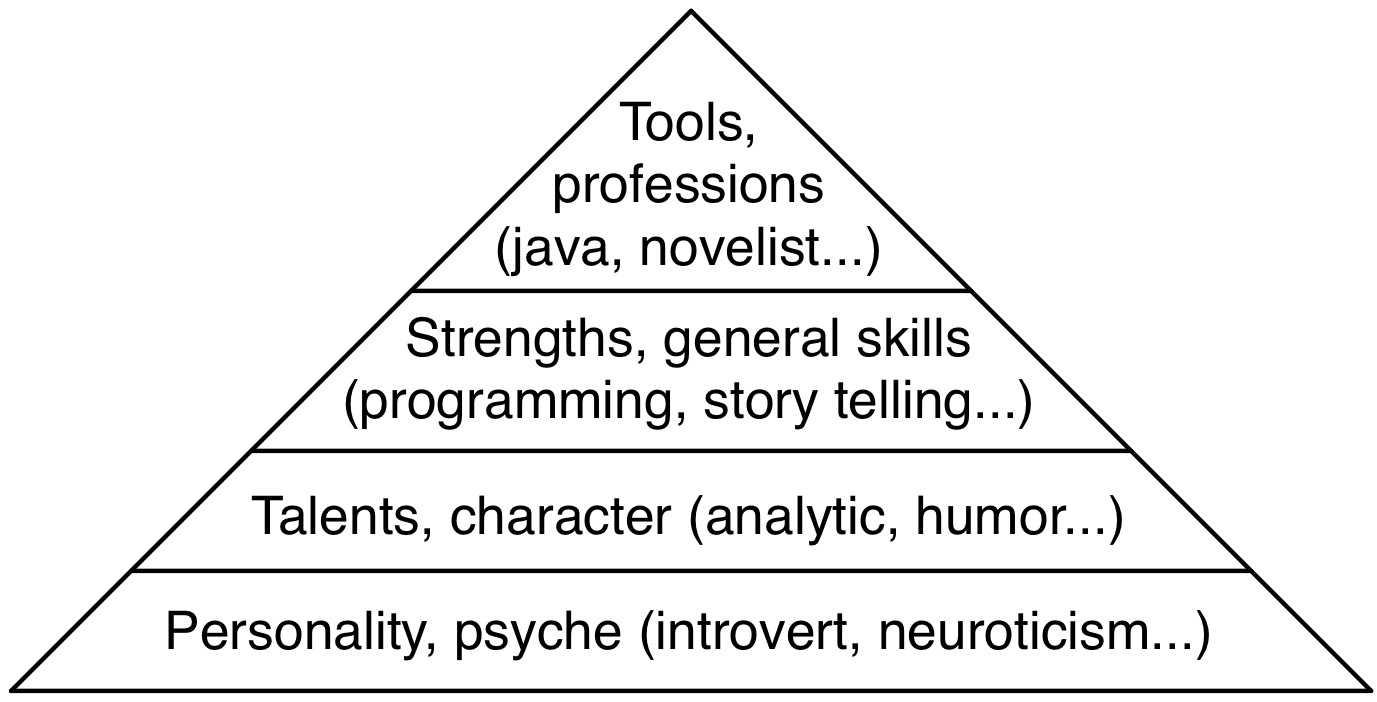 Tools,
professions
(java, novelist...)
Strengths, general skills
(programming, story telling...)
Talents, character (analytic, humor...)
Personality, psyche (introvert, neuroticism...)